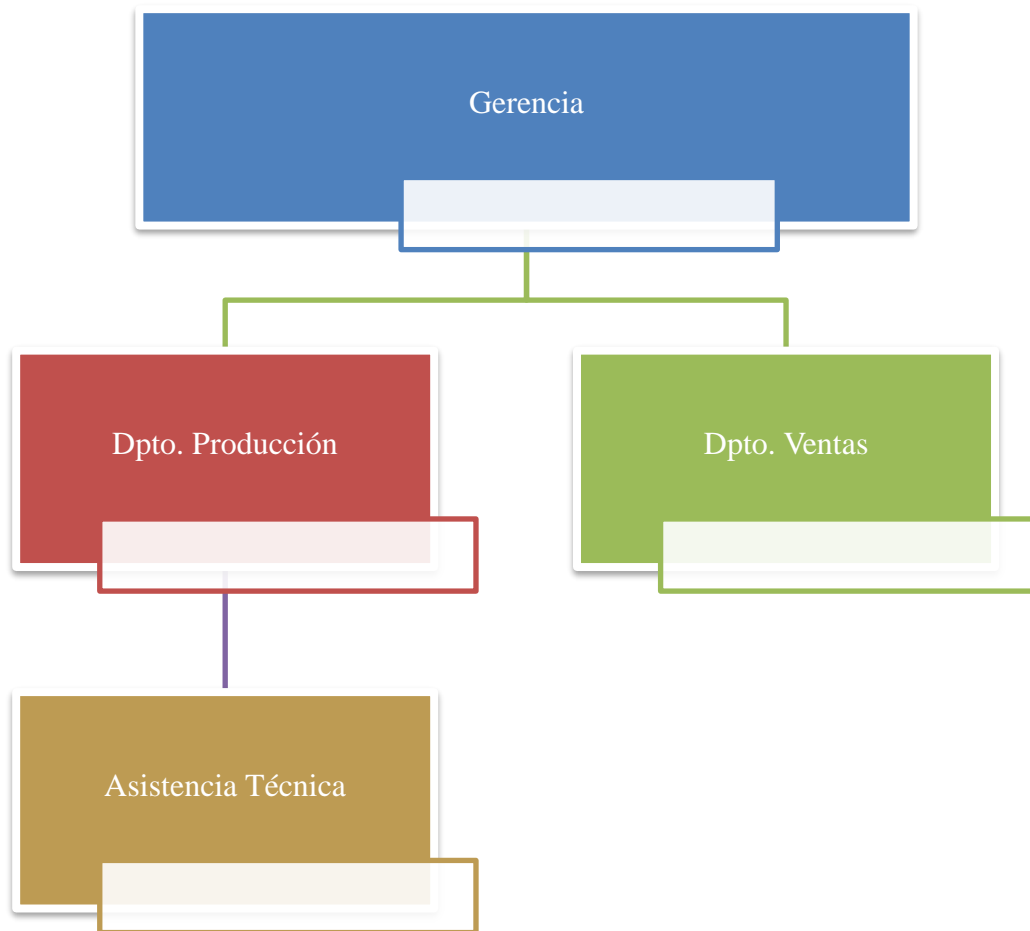 Gerencia
Dpto. Producción
Dpto. Ventas
Asistencia Técnica